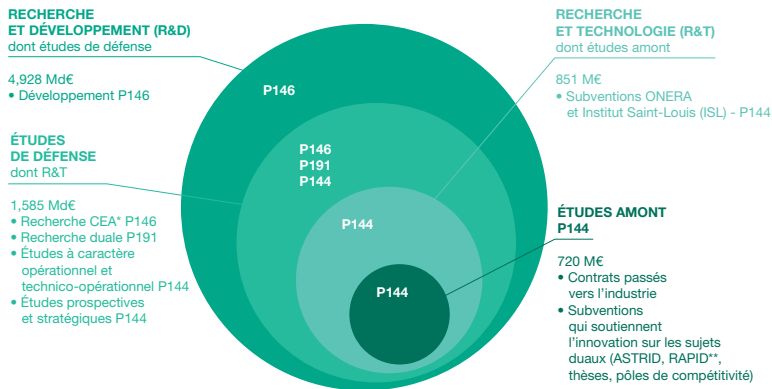 RECHERCHE
ET DÉVELOPPEMENT (R&D)
dont études de défense
4,928 Md€
• Développement P146
ÉTUDES
DE DÉFENSE
dont R&T
1,585 Md€
• Recherche CEA* P146
• Recherche duale P191
• Études à caractère
opérationnel et
technico-opérationnel P144
• Études prospectives
et stratégiques P144
P146
P146
P191
P144
P144
P144
RECHERCHE
ET TECHNOLOGIE (R&T)
dont études amont
851 M€
• Subventions ONERA
et Institut Saint-Louis (ISL) - P144
ÉTUDES AMONT
P144
720 M€
• Contrats passés
vers l’industrie
• Subventions
qui soutiennent
l’innovation sur les sujets
duaux (ASTRID, RAPID**,
thèses, pôles de compétitivité)